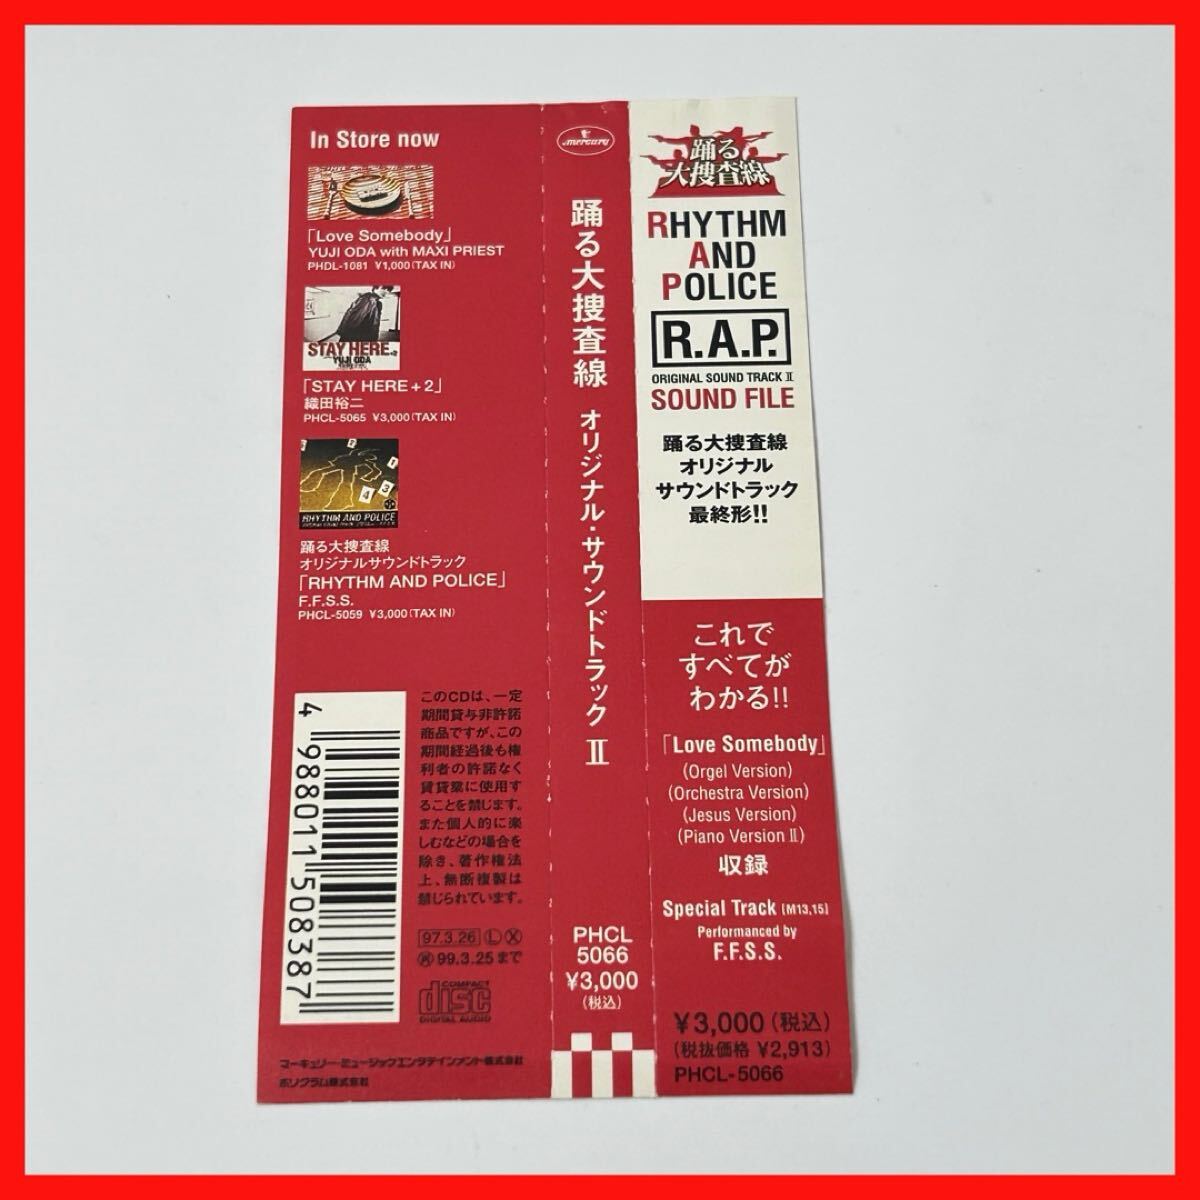 In Store now
「Love Somebody」
YUJI ODA with MAXI PRIEST
PHDL-1081 ¥1,000(TAX IN)
STAY HERE
YUJI ODA
「STAY HERE+2」
織田裕二
PHCL-5065 ¥3,000(TAX IN)
RHYTHM AND POLICE
踊る大捜査線
オリジナルサウンドトラック
「RHYTHM AND POLICE」
F.F.S.S.
PHCL-5059 ¥3,000(TAX IN)
4 988011 508387
このCDは、一定
期間貸与非許諾
商品ですが、この
期間経過後も権
利者の許諾なく
賃貸業に使用す
ることを禁じます。
また個人的に楽
しむなどの場合を
除き、著作権法
上、無断複製は
禁じられています。
97.3.26 Ⓛ Ⓧ
㋐99.3.25まで
COMPACT
disc
DIGITAL AUDIO
マーキュリー・ミュージックエンタテインメント株式会社
ポリグラム株式会社
mercury
踊る大捜査線 オリジナル・サウンドトラック II
PHCL
5066
¥3,000
(税込)
踊る
大捜査線
RHYTHM
AND
POLICE
R.A.P.
ORIGINAL SOUND TRACK II
SOUND FILE
踊る大捜査線
オリジナル
サウンドトラック
最終形!!
これで
すべてが
わかる!!
「Love Somebody」
(Orgel Version)
(Orchestra Version)
(Jesus Version)
(Piano Version II)
収録
Special Track [M13,15]
Performanced by
F.F.S.S.
¥3,000(税込)
(税抜価格 ¥2,913)
PHCL-5066